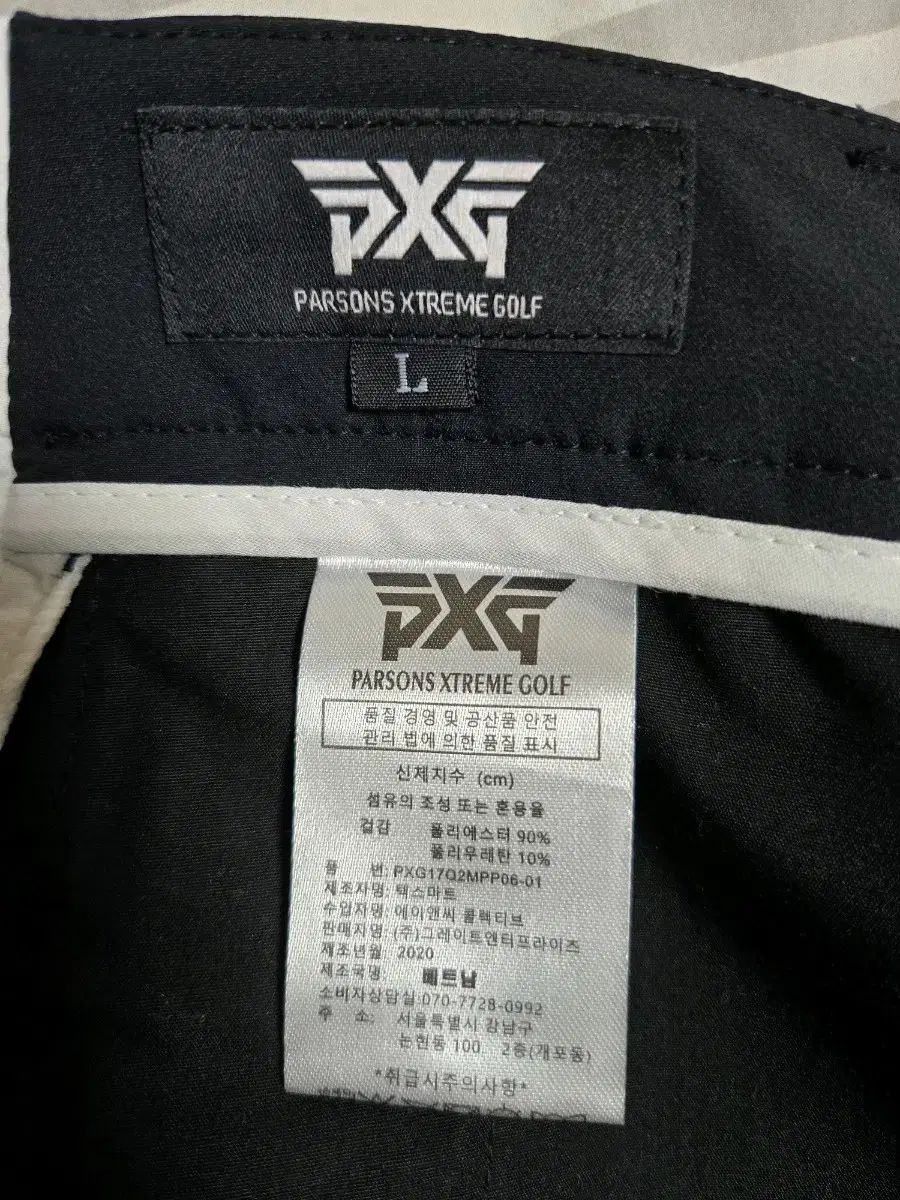 PXG
PARSONS XTREME GOLF
L
PXG
PARSONS XTREME GOLF
품질 경영 및 공산품 안전
관리 법에 의한 품질 표시
신체지수 (cm)
섬유의 조성 또는 혼용율
겉감 폴리에스터 90%
폴리우레탄 10%
품 번: PXG17Q2MPP06-01
제조자명: 텍스마트
수입자명: 에이앤씨 콜렉티브
판매자명: (주)그레이트엔터프라이즈
제조년월 2020
제조국명: 베트남
소비자상담실:070-7728-0992
주 소: 서울특별시 강남구
논현동 100 2층(개포동)
*취급시주의사항*